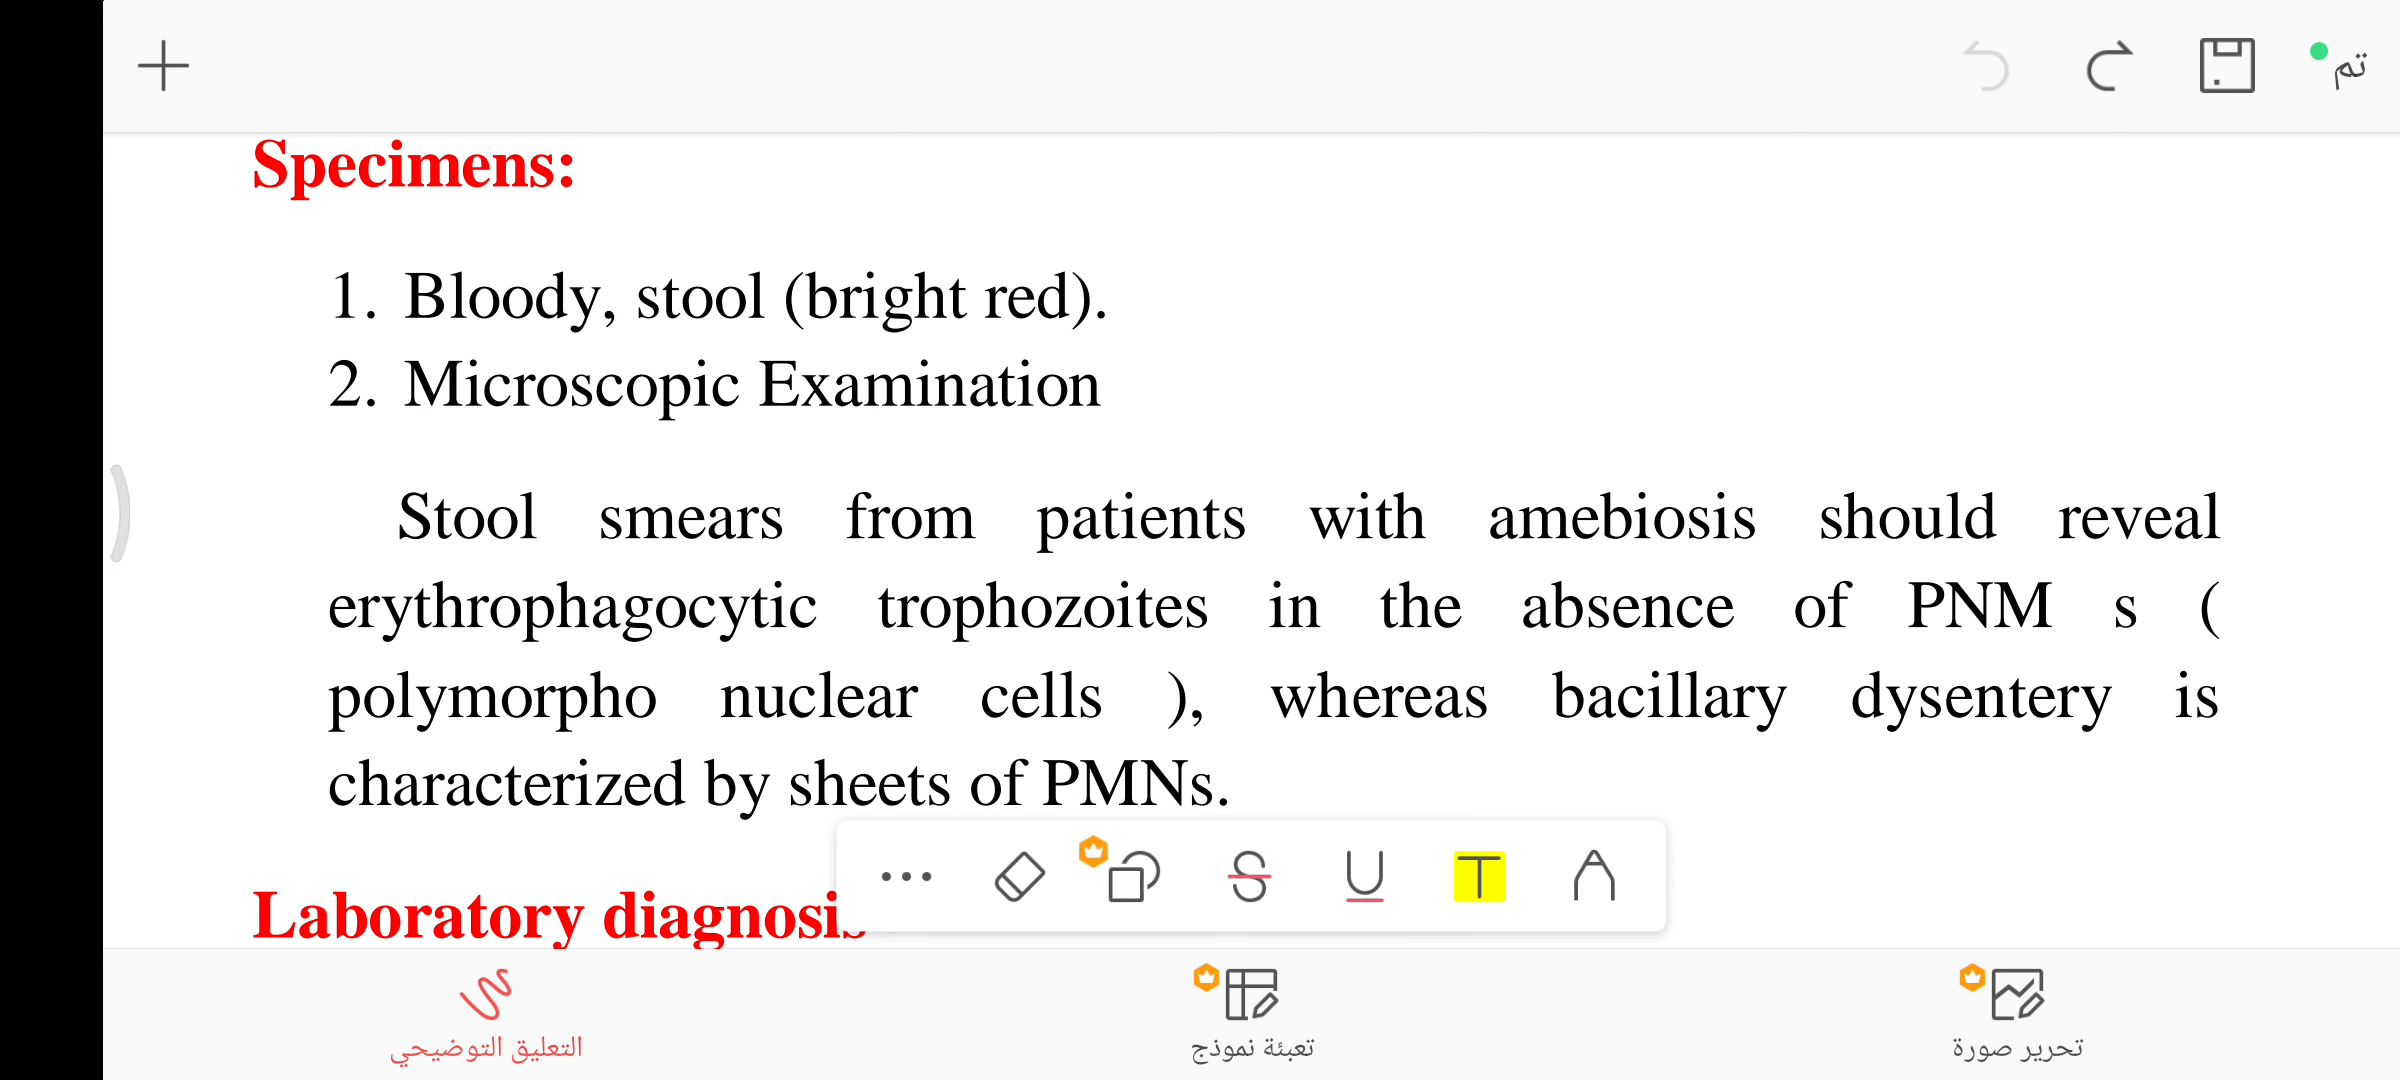 تم
Specimens:
1. Bloody, stool (bright red).
2. Microscopic Examination
Stool smears from patients with amebiosis should reveal
erythrophagocytic trophozoites in the absence of PNM s (
polymorpho nuclear cells ), whereas bacillary dysentery is
characterized by sheets of PMNs.
Laboratory diagnosis
التعليق التوضيحي
تعبئة نموذج
تحرير صورة